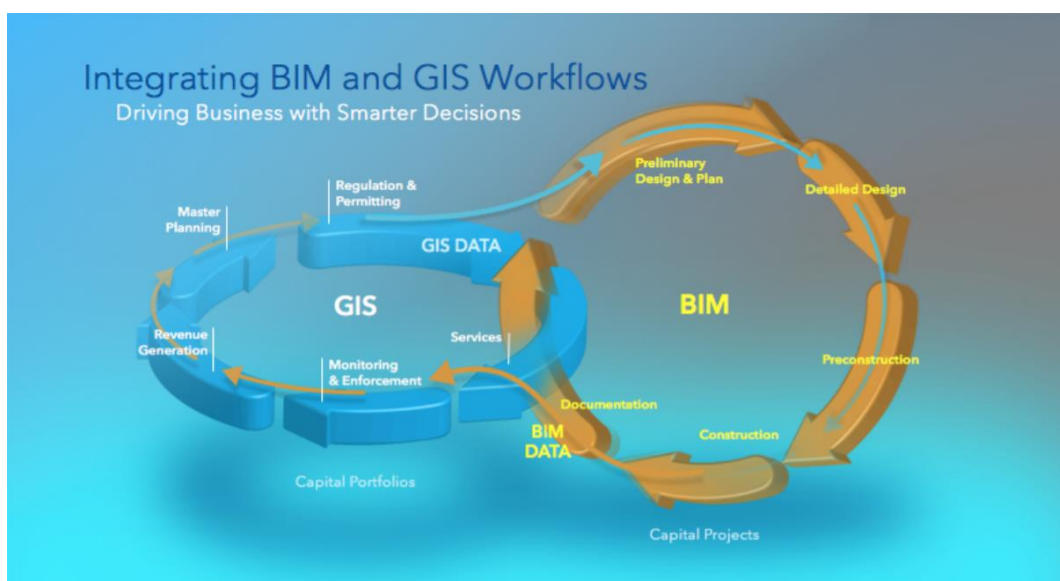 Integrating BIM and GIS Workflows
Driving Business with Smarter Decisions
Regulation &
Permitting
Master
Planning
GIS DATA
GIS
Revenue
Generation
Monitoring
& Enforcement
Services
Capital Portfolios
Preliminary
Design & Plan
Detailed Design
BIM
Preconstruction
Construction
Documentation
BIM
DATA
Capital Projects